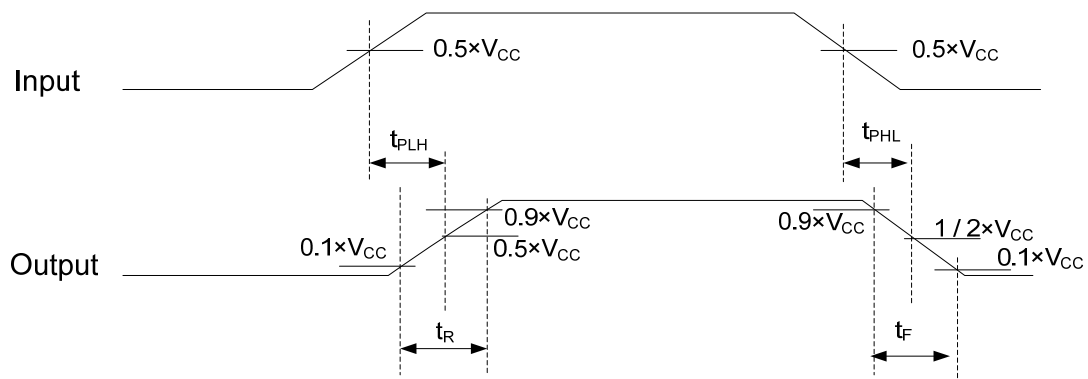 0.5×VCC
0.5×VCC
Input
tPLH
tPHL
0.9×VCC
0.9×VCC
1 / 2×VCC
0.1×VCC
0.5×VCC
0.1×VCC
Output
tR
tF